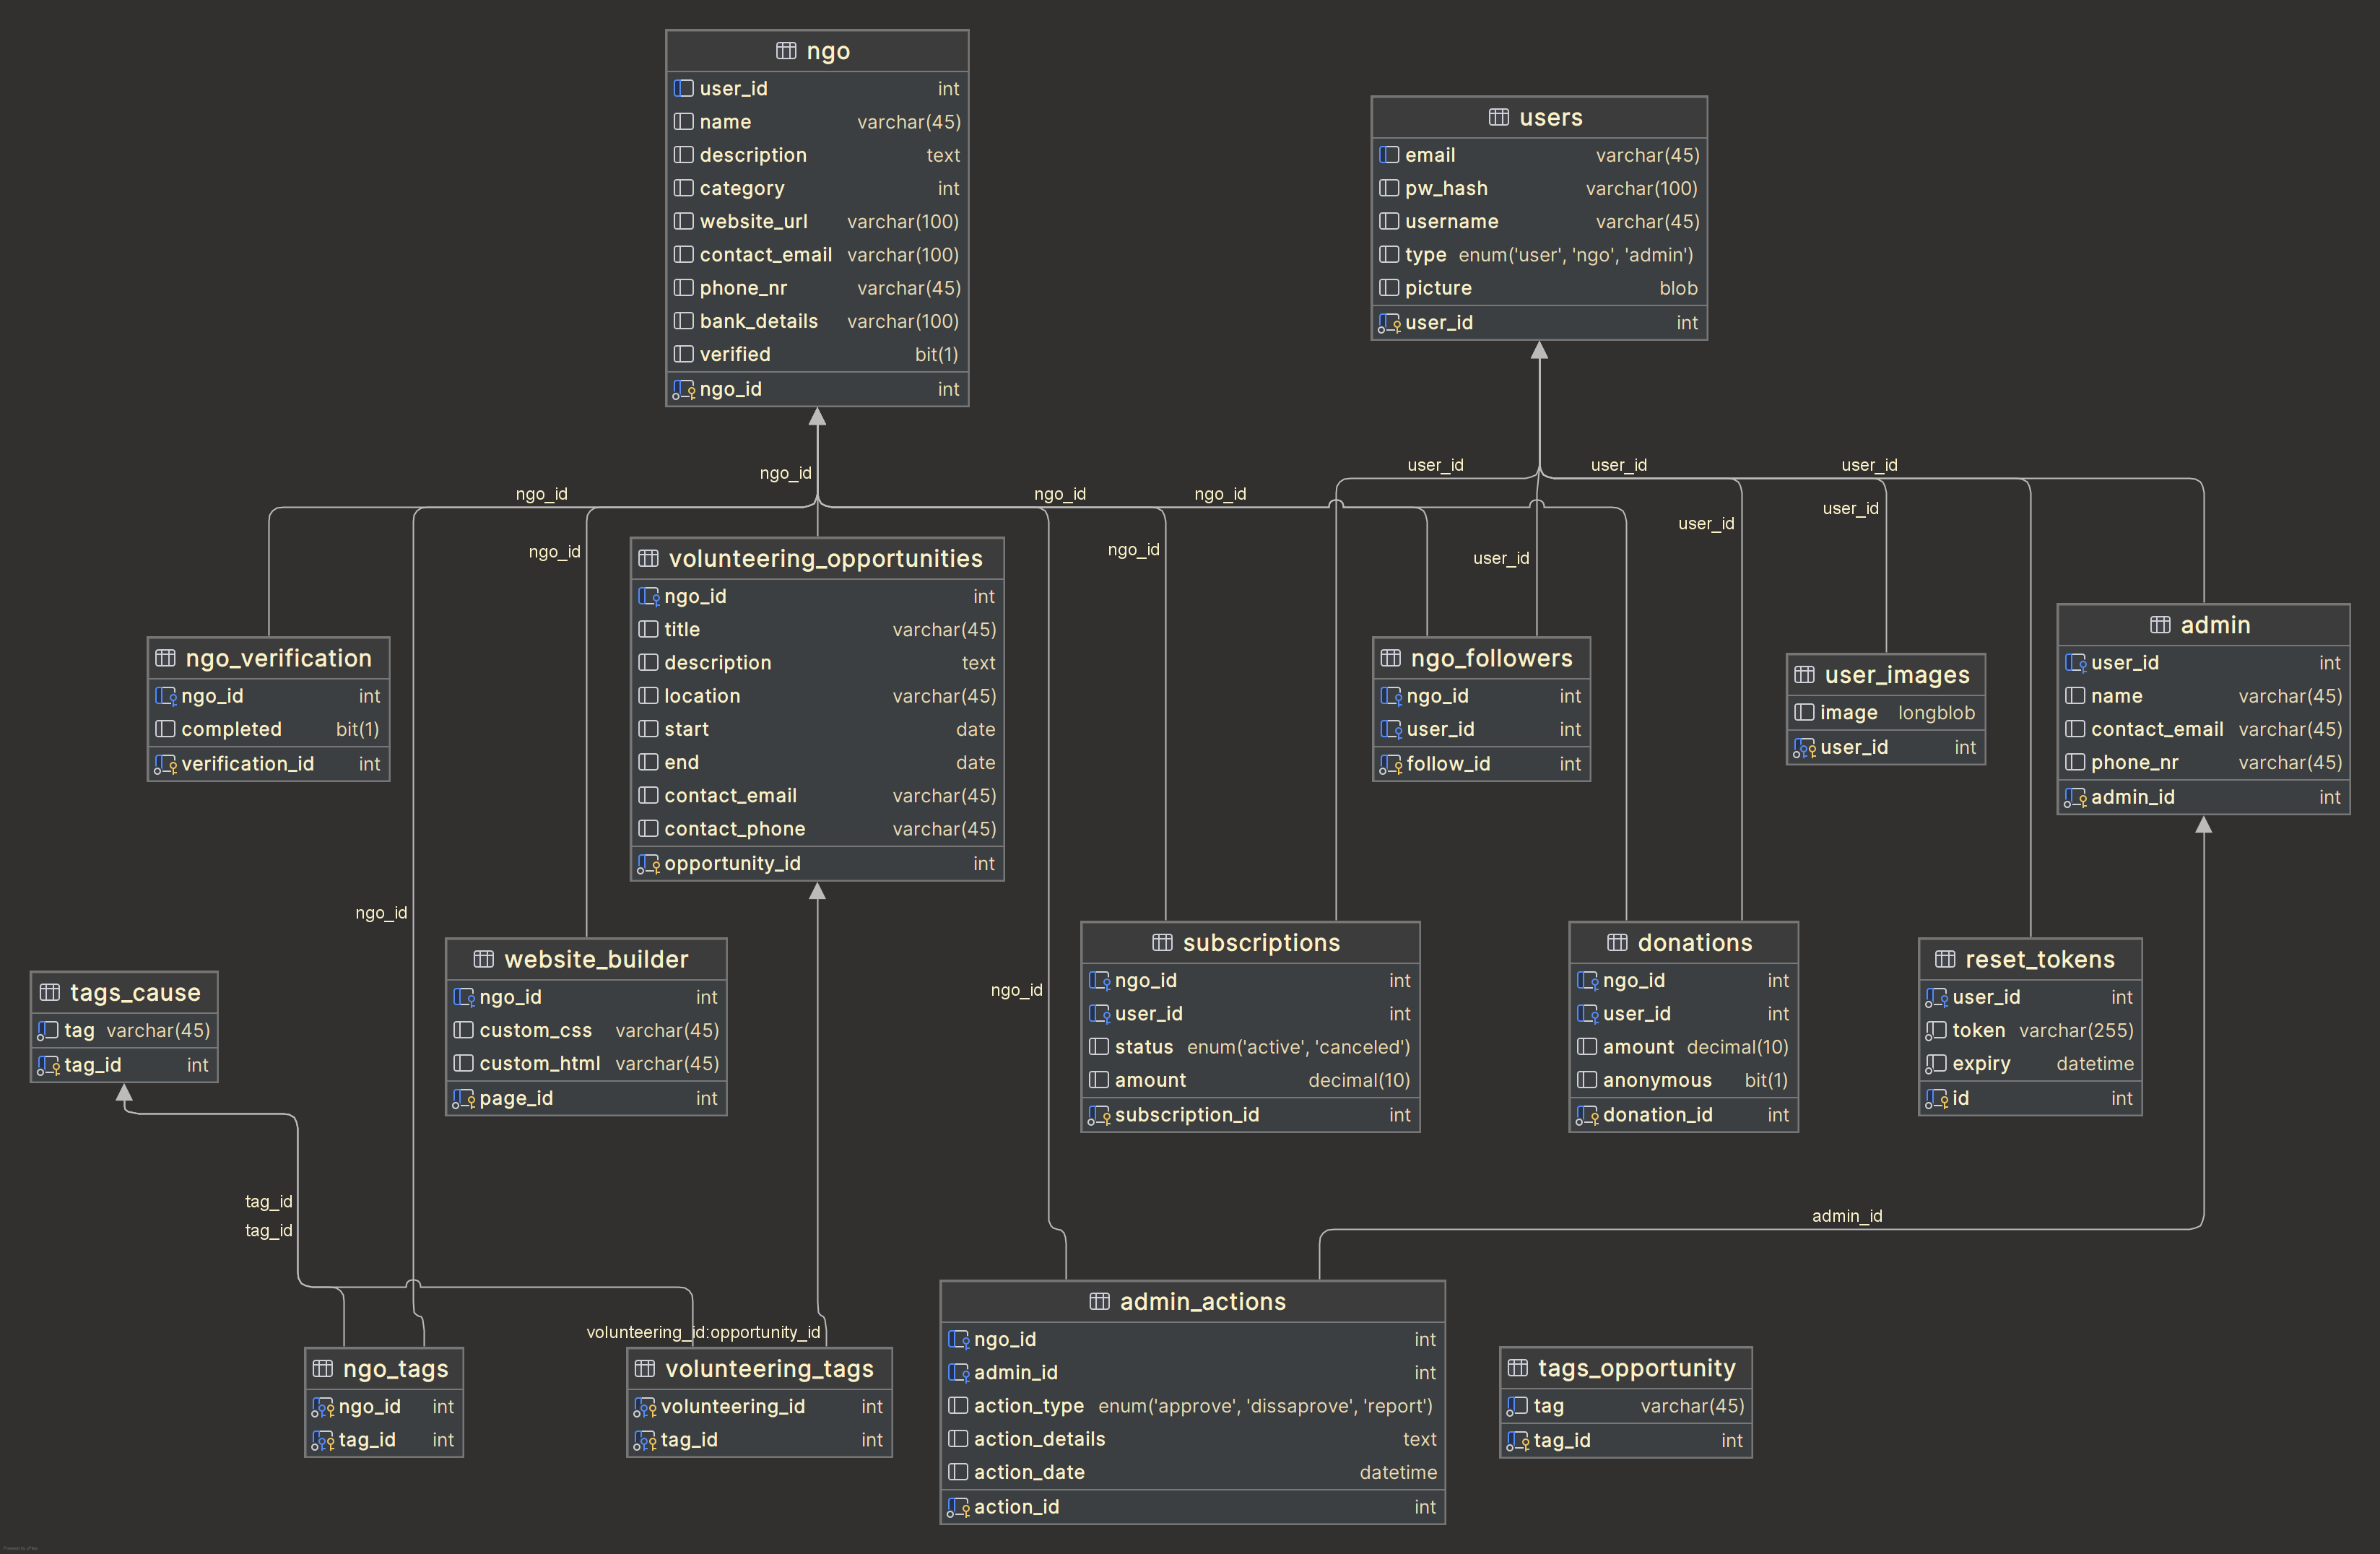 ngo
user_id int
name varchar(45)
description text
category int
website_url varchar(100)
contact_email varchar(100)
phone_nr varchar(45)
bank_details varchar(100)
verified bit(1)
ngo_id int
users
email varchar(45)
pw_hash varchar(100)
username varchar(45)
type enum('user', 'ngo', 'admin')
picture blob
user_id int
ngo_id
ngo_id
ngo_id
ngo_id
user_id
user_id
user_id
ngo_id
ngo_id
user_id
user_id
user_id
volunteering_opportunities
ngo_id int
title varchar(45)
description text
location varchar(45)
start date
end date
contact_email varchar(45)
contact_phone varchar(45)
opportunity_id int
ngo_verification
ngo_id int
completed bit(1)
verification_id int
ngo_followers
ngo_id int
user_id int
follow_id int
user_images
image longblob
user_id int
admin
user_id int
name varchar(45)
contact_email varchar(45)
phone_nr varchar(45)
admin_id int
ngo_id
ngo_id
tags_cause
tag varchar(45)
tag_id int
website_builder
ngo_id int
custom_css varchar(45)
custom_html varchar(45)
page_id int
subscriptions
ngo_id int
user_id int
status enum('active', 'canceled')
amount decimal(10)
subscription_id int
donations
ngo_id int
user_id int
amount decimal(10)
anonymous bit(1)
donation_id int
reset_tokens
user_id int
token varchar(255)
expiry datetime
id int
tag_id
tag_id
admin_id
volunteering_id:opportunity_id
ngo_tags
ngo_id int
tag_id int
volunteering_tags
volunteering_id int
tag_id int
admin_actions
ngo_id int
admin_id int
action_type enum('approve', 'dissaprove', 'report')
action_details text
action_date datetime
action_id int
tags_opportunity
tag varchar(45)
tag_id int